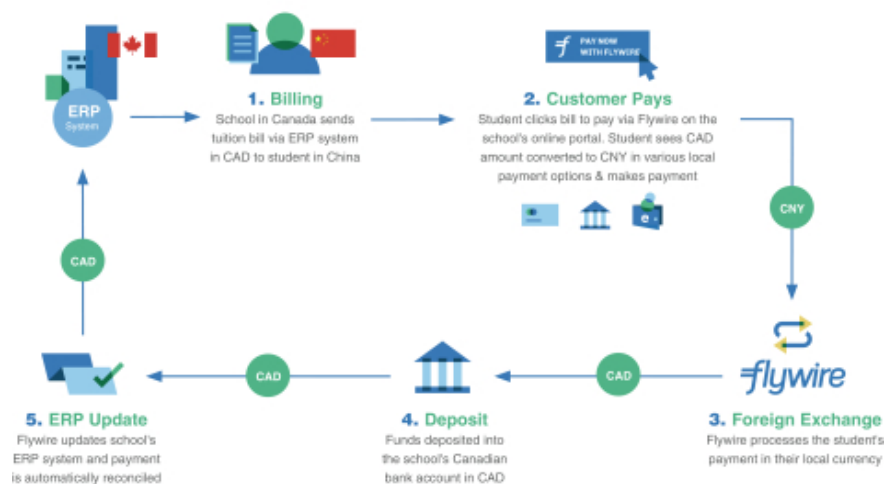 ERP
System
1. Billing
School in Canada sends
tuition bill via ERP system
in CAD to student in China
PAY NOW
WITH FLYWIRE
2. Customer Pays
Student clicks bill to pay via Flywire on the
school's online portal. Student sees CAD
amount converted to CNY in various local
payment options & makes payment
e
CNY
flywire
3. Foreign Exchange
Flywire processes the student's
payment in their local currency
CAD
4. Deposit
Funds deposited into
the school's Canadian
bank account in CAD
CAD
5. ERP Update
Flywire updates school's
ERP system and payment
is automatically reconciled
CAD